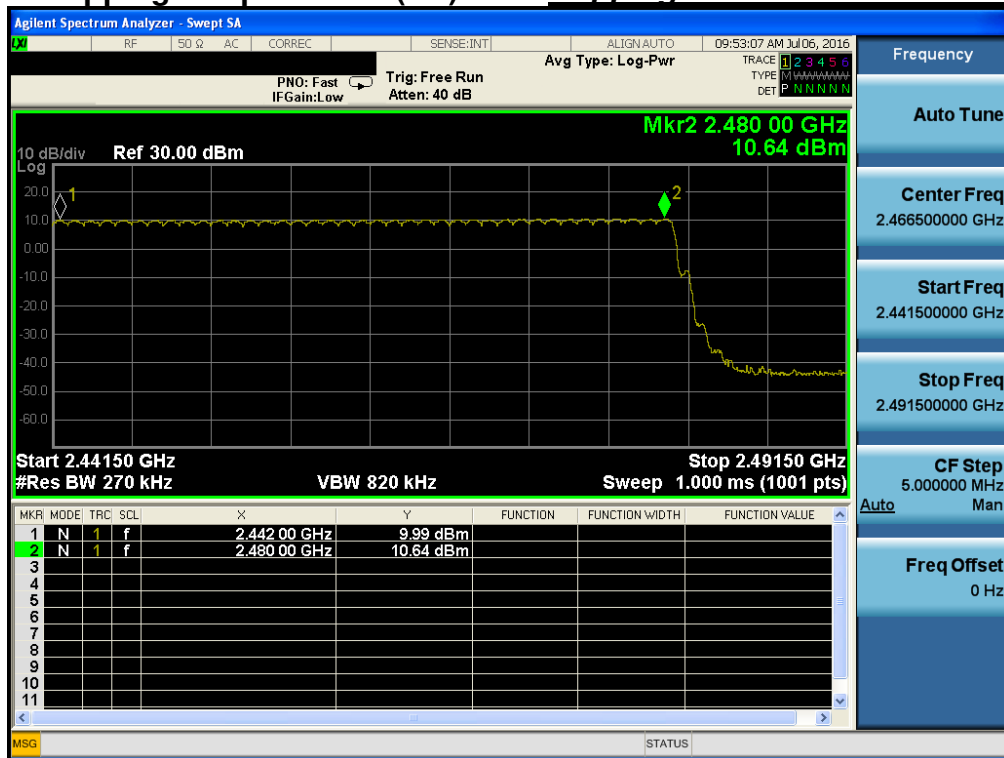 Agilent Spectrum Analyzer - Swept SA
LXI RF 50 Ω AC CORREC SENSE:INT ALIGN AUTO 09:53:07 AM Jul 06, 2016
Avg Type: Log-Pwr
TRACE 1 2 3 4 5 6
TYPE M
DET P N N N N N
PNO: Fast
IFGain:Low
Trig: Free Run
Atten: 40 dB
Mkr2 2.480 00 GHz
10.64 dBm
10 dB/div Ref 30.00 dBm
Log
20.0
10.0
0.00
-10.0
-20.0
-30.0
-40.0
-50.0
-60.0
1
2
Start 2.44150 GHz Stop 2.49150 GHz
#Res BW 270 kHz VBW 820 kHz Sweep 1.000 ms (1001 pts)
MKR MODE TRC SCL X Y FUNCTION FUNCTION WIDTH FUNCTION VALUE
1 N 1 f 2.442 00 GHz 9.99 dBm
2 N 1 f 2.480 00 GHz 10.64 dBm
3
4
5
6
7
8
9
10
11
MSG STATUS
Frequency
Auto Tune
Center Freq
2.466500000 GHz
Start Freq
2.441500000 GHz
Stop Freq
2.491500000 GHz
CF Step
5.000000 MHz
Auto Man
Freq Offset
0 Hz